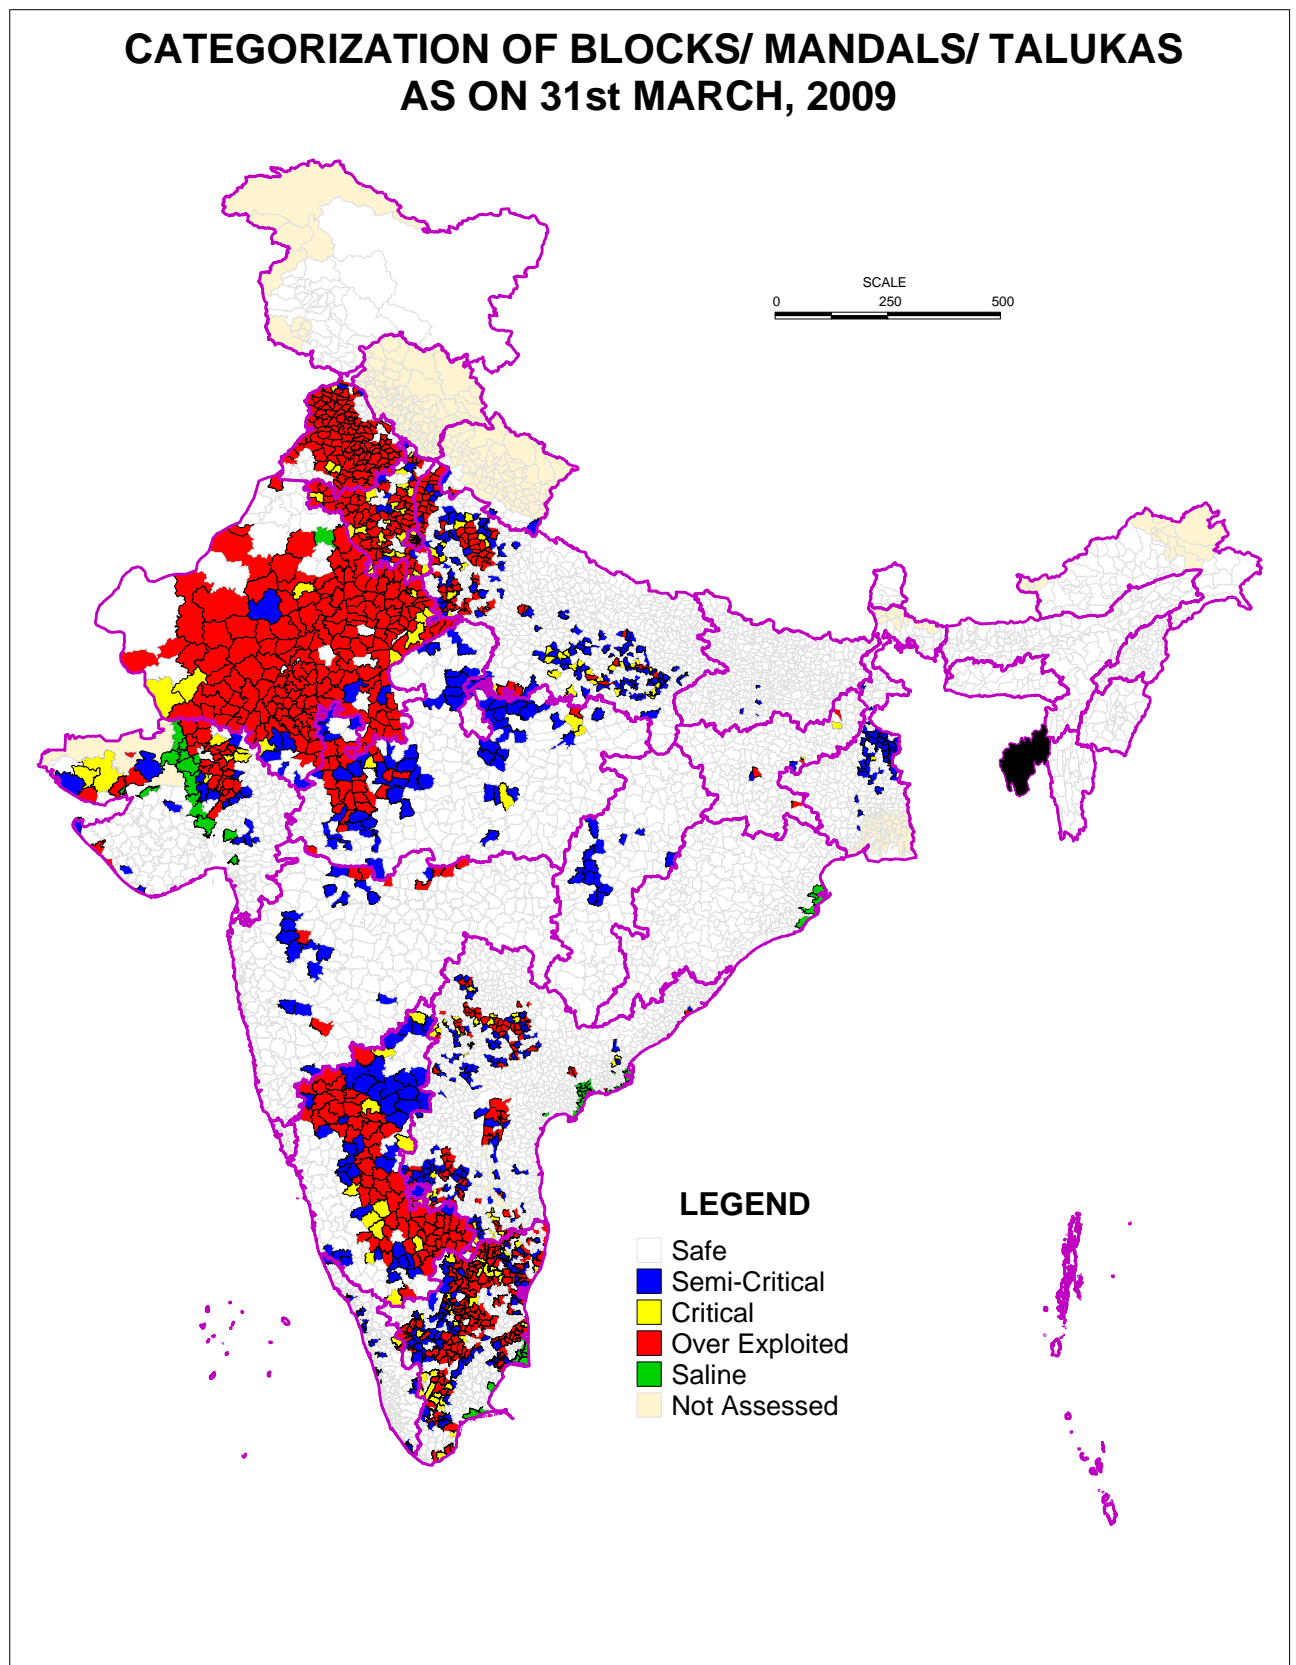 CATEGORIZATION OF BLOCKS/ MANDALS/ TALUKAS
AS ON 31st MARCH, 2009
SCALE
0 250 500
LEGEND
Safe
Semi-Critical
Critical
Over Exploited
Saline
Not Assessed